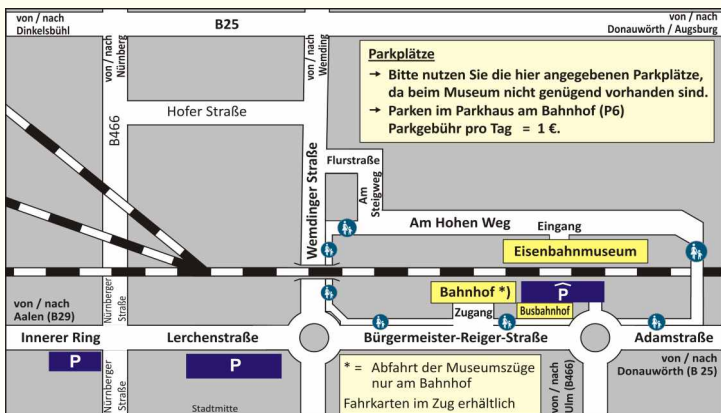 von / nach
Dinkelsbühl
B25
von / nach
Donauwörth / Augsburg
von / nach
Nürnberg
von / nach
Wemding
Parkplätze
→ Bitte nutzen Sie die hier angegebenen Parkplätze,
da beim Museum nicht genügend vorhanden sind.
→ Parken im Parkhaus am Bahnhof (P6)
Parkgebühr pro Tag = 1 €.
Hofer Straße
B466
Wemdinger Straße
Flurstraße
Am
Steigweg
Am Hohen Weg
Eingang
Eisenbahnmuseum
Bahnhof *)
P
Zugang
Busbahnhof
von / nach
Aalen (B29)
Nürnberger
Straße
Innerer Ring
Lerchenstraße
Bürgermeister-Reiger-Straße
Adamstraße
P
P
Nürnberger
Straße
Stadtmitte
* = Abfahrt der Museumszüge
nur am Bahnhof
Fahrkarten im Zug erhältlich
von / nach
Ulm (B466)
von / nach
Donauwörth (B 25)